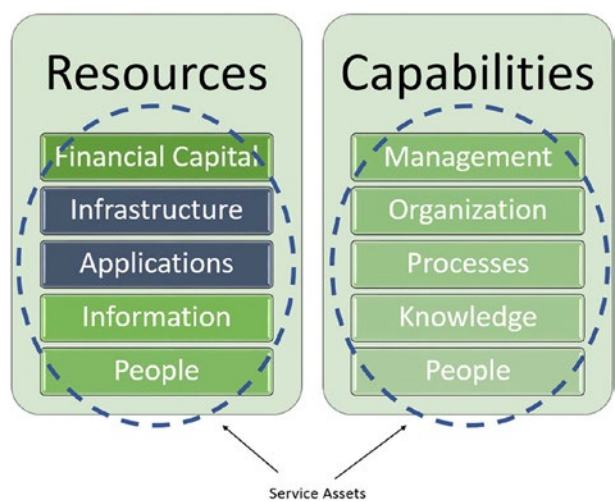 Resources
Financial Capital
Infrastructure
Applications
Information
People
Capabilities
Management
Organization
Processes
Knowledge
People
Service Assets